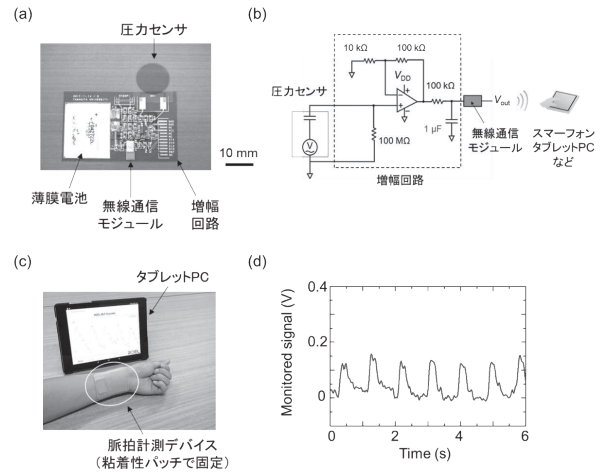 (a)
圧力センサ
10 mm
薄膜電池
無線通信
モジュール
増幅
回路
(b)
10 kΩ
100 kΩ
圧力センサ
VDD
100 kΩ
Vout
V
100 MΩ
1 μF
無線通信
モジュール
スマーフォン
タブレットPC
など
増幅回路
(c)
タブレットPC
脈拍計測デバイス
（粘着性パッチで固定）
(d)
Monitored signal (V)
0.4
0.2
0
0
2
4
6
Time (s)